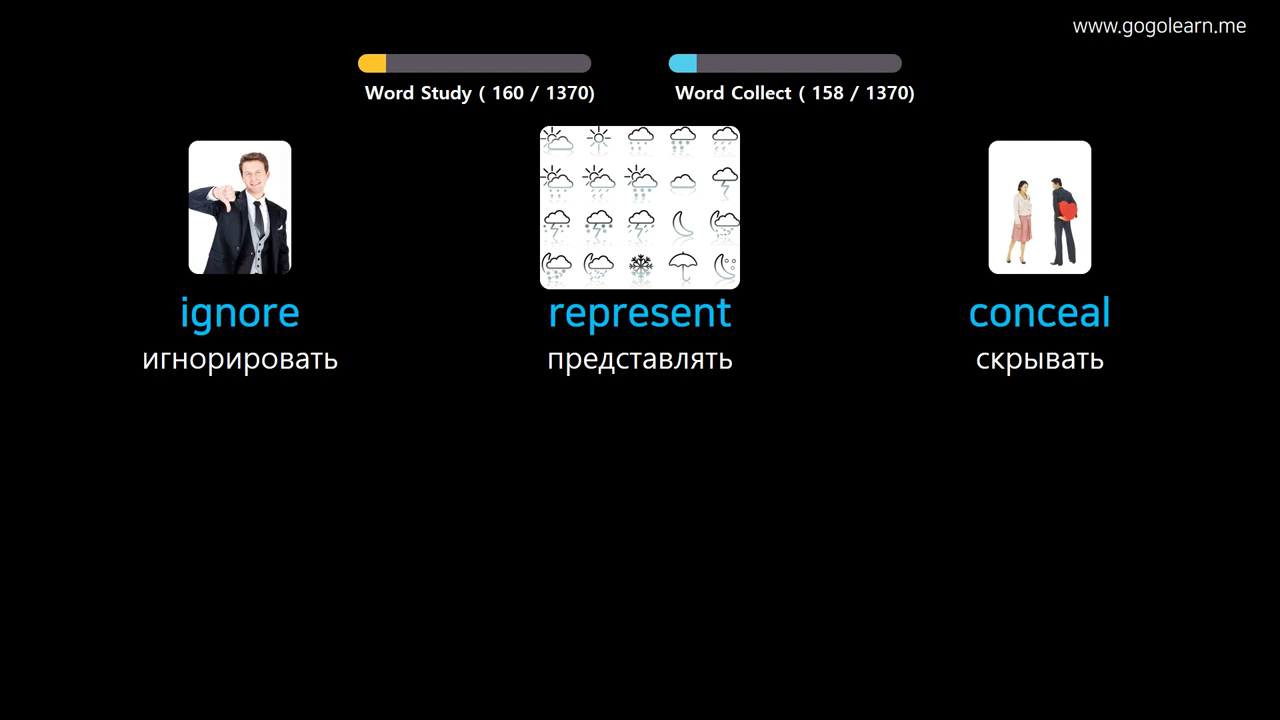 www.gogolearn.me
Word Study ( 160 / 1370)
Word Collect ( 158 / 1370)
ignore
represent
conceal
игнорировать
представлять
скрывать